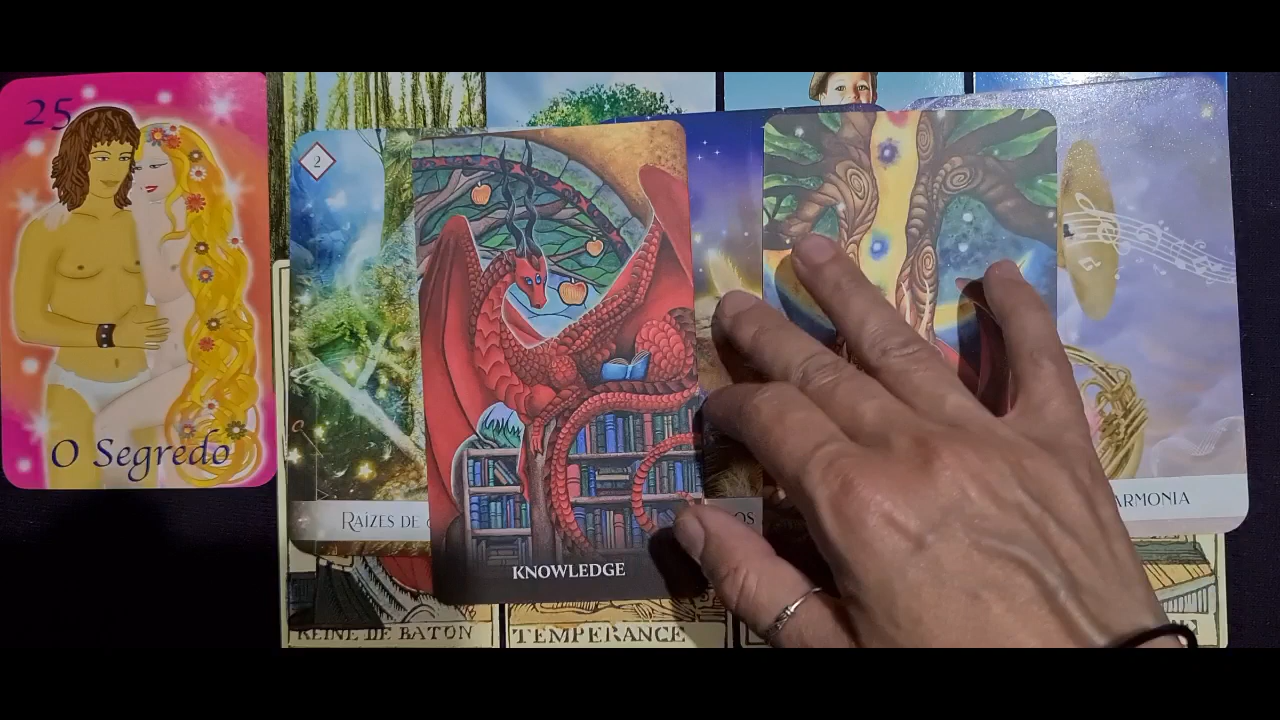 25
O Segredo
2
RAÍZES DE
KNOWLEDGE
OS
ARMONIA
REINE DE BATON
TEMPERANCE